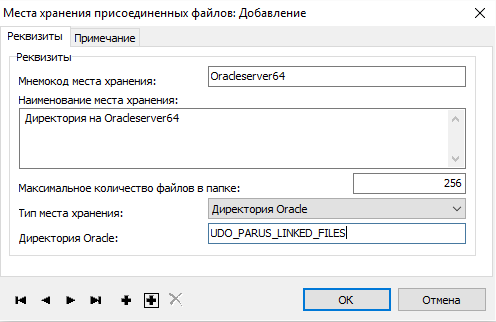 Места хранения присоединенных файлов: Добавление
Реквизиты Примечание
Реквизиты
Мнемокод места хранения: Oracleserver64
Наименование места хранения:
Директория на Oracleserver64
Максимальное количество файлов в папке: 256
Тип места хранения: Директория Oracle
Директория Oracle: UDO_PARUS_LINKED_FILES
OK Отмена